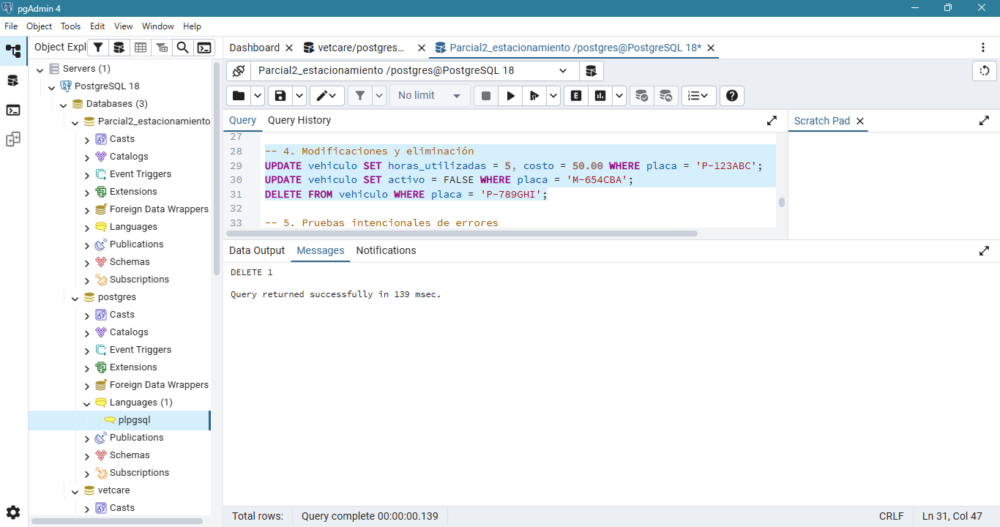 pgAdmin 4
File Object Tools Edit View Window Help
Object Expl
Dashboard
vetcare/postgres...
Parcial2_estacionamiento /postgres@PostgreSQL 18*
Parcial2_estacionamiento /postgres@PostgreSQL 18
No limit
E
Query
Query History
Scratch Pad
27
28 -- 4. Modificaciones y eliminación
29 UPDATE vehiculo SET horas_utilizadas = 5, costo = 50.00 WHERE placa = 'P-123ABC';
30 UPDATE vehiculo SET activo = FALSE WHERE placa = 'M-654CBA';
31 DELETE FROM vehiculo WHERE placa = 'P-789GHI';
32
33 -- 5. Pruebas intencionales de errores
Data Output Messages Notifications
DELETE 1
Query returned successfully in 139 msec.
Servers (1)
PostgreSQL 18
Databases (3)
Parcial2_estacionamiento
Casts
Catalogs
Event Triggers
Extensions
Foreign Data Wrappers
Languages
Publications
Schemas
Subscriptions
postgres
Casts
Catalogs
Event Triggers
Extensions
Foreign Data Wrappers
Languages (1)
plpgsql
Publications
Schemas
Subscriptions
vetcare
Casts
Total rows:
Query complete 00:00:00.139
CRLF
Ln 31, Col 47